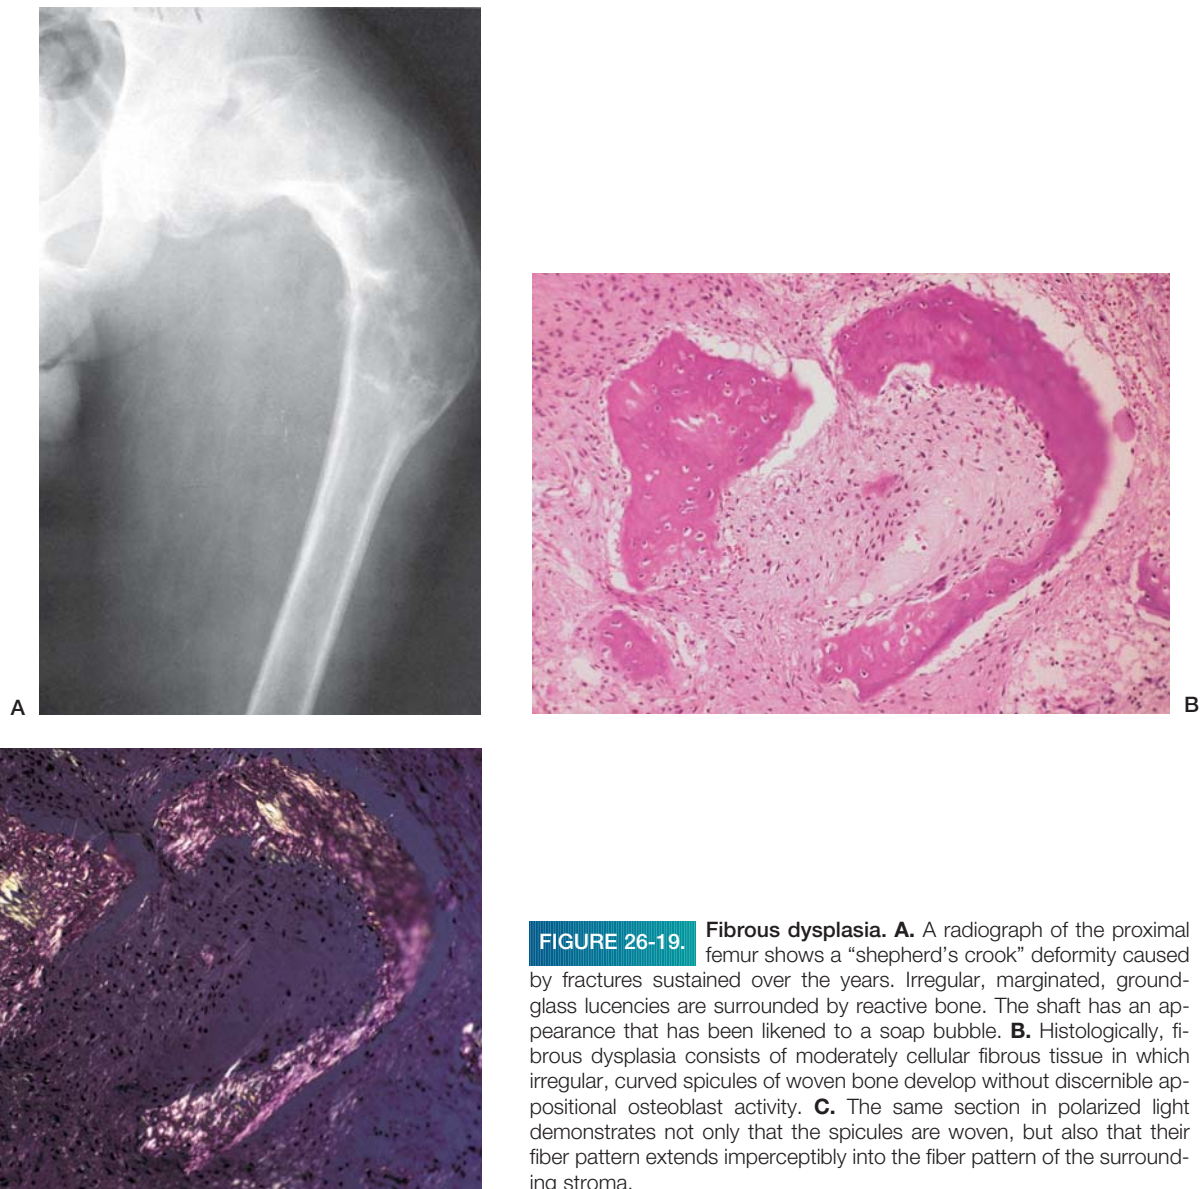 A
B
FIGURE 26-19. Fibrous dysplasia. A. A radiograph of the proximal
femur shows a “shepherd’s crook” deformity caused
by fractures sustained over the years. Irregular, marginated, ground-
glass lucencies are surrounded by reactive bone. The shaft has an ap-
pearance that has been likened to a soap bubble. B. Histologically, fi-
brous dysplasia consists of moderately cellular fibrous tissue in which
irregular, curved spicules of woven bone develop without discernible ap-
positional osteoblast activity. C. The same section in polarized light
demonstrates not only that the spicules are woven, but also that their
fiber pattern extends imperceptibly into the fiber pattern of the surround-
ing stroma.